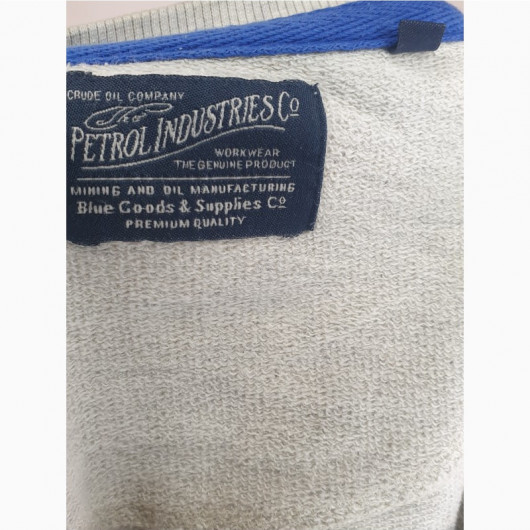 CRUDE OIL COMPANY
The
PETROL INDUSTRIES Co
WORKWEAR
THE GENUINE PRODUCT
MINING AND OIL MANUFACTURING
Blue Goods & Supplies Co
PREMIUM QUALITY